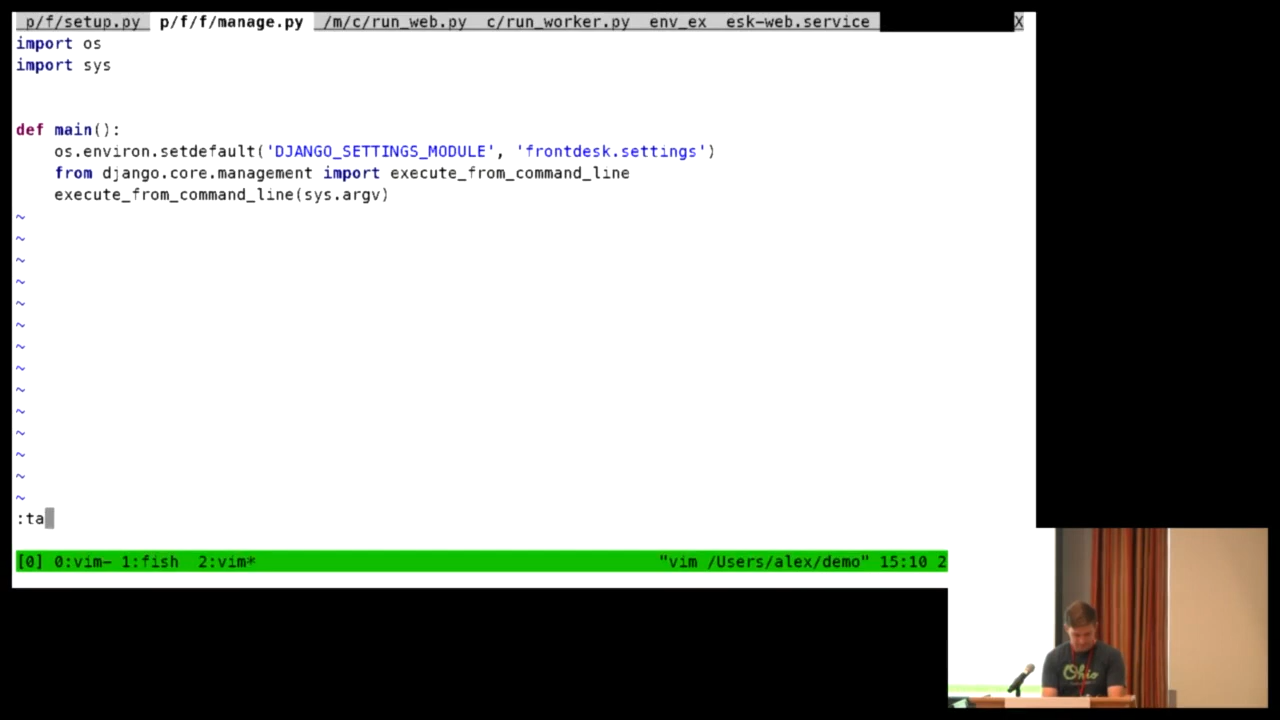 p/f/setup.py p/f/f/manage.py /m/c/run_web.py c/run_worker.py env_ex esk-web.service X
import os
import sys
def main():
    os.environ.setdefault('DJANGO_SETTINGS_MODULE', 'frontdesk.settings')
    from django.core.management import execute_from_command_line
    execute_from_command_line(sys.argv)
~
~
~
~
~
~
~
~
~
~
~
~
~
~
:ta
[0] 0:vim- 1:fish 2:vim* "vim /Users/alex/demo" 15:10 2
Ohio